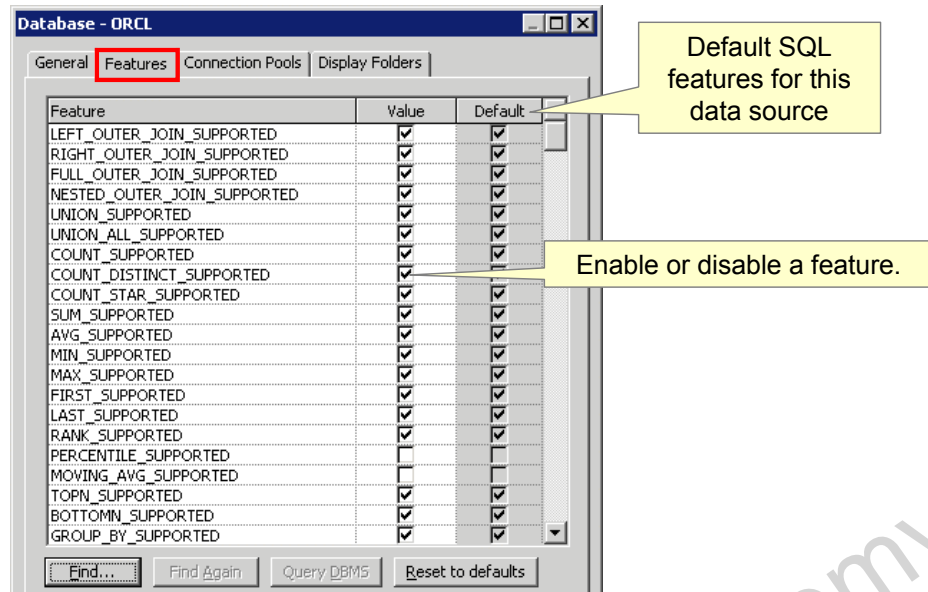 Database - ORCL
General Features Connection Pools Display Folders
Default SQL
features for this
data source
Feature Value Default
LEFT_OUTER_JOIN_SUPPORTED
RIGHT_OUTER_JOIN_SUPPORTED
FULL_OUTER_JOIN_SUPPORTED
NESTED_OUTER_JOIN_SUPPORTED
UNION_SUPPORTED
UNION_ALL_SUPPORTED
COUNT_SUPPORTED
COUNT_DISTINCT_SUPPORTED
Enable or disable a feature.
COUNT_STAR_SUPPORTED
SUM_SUPPORTED
AVG_SUPPORTED
MIN_SUPPORTED
MAX_SUPPORTED
FIRST_SUPPORTED
LAST_SUPPORTED
RANK_SUPPORTED
PERCENTILE_SUPPORTED
MOVING_AVG_SUPPORTED
TOPN_SUPPORTED
BOTTOMN_SUPPORTED
GROUP_BY_SUPPORTED
Find... Find Again Query DBMS Reset to defaults